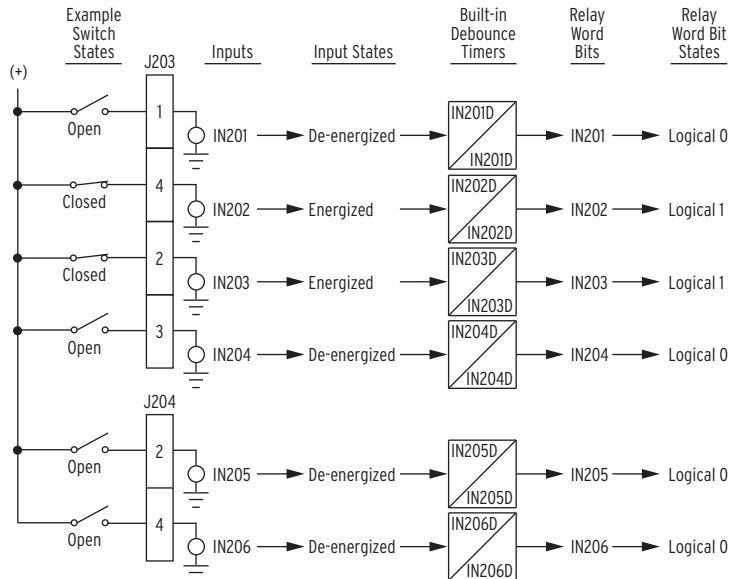 Example Switch States
J203
Inputs
Input States
Built-in Debounce Timers
Relay Word Bits
Relay Word Bit States
(+)
Open
1
IN201
De-energized
IN201D
IN201D
IN201
Logical 0
Closed
4
IN202
Energized
IN202D
IN202D
IN202
Logical 1
Closed
2
IN203
Energized
IN203D
IN203D
IN203
Logical 1
Open
3
IN204
De-energized
IN204D
IN204D
IN204
Logical 0
J204
Open
2
IN205
De-energized
IN205D
IN205D
IN205
Logical 0
Open
4
IN206
De-energized
IN206D
IN206D
IN206
Logical 0